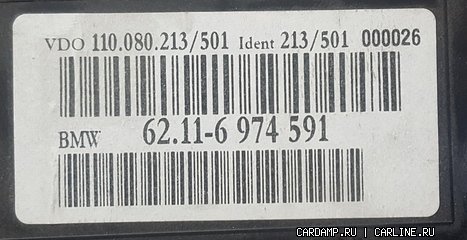 VDO 110.080.213/501 Ident 213/501 000026
BMW 62.11-6 974 591
CARDAMP.RU | CARLINE.RU